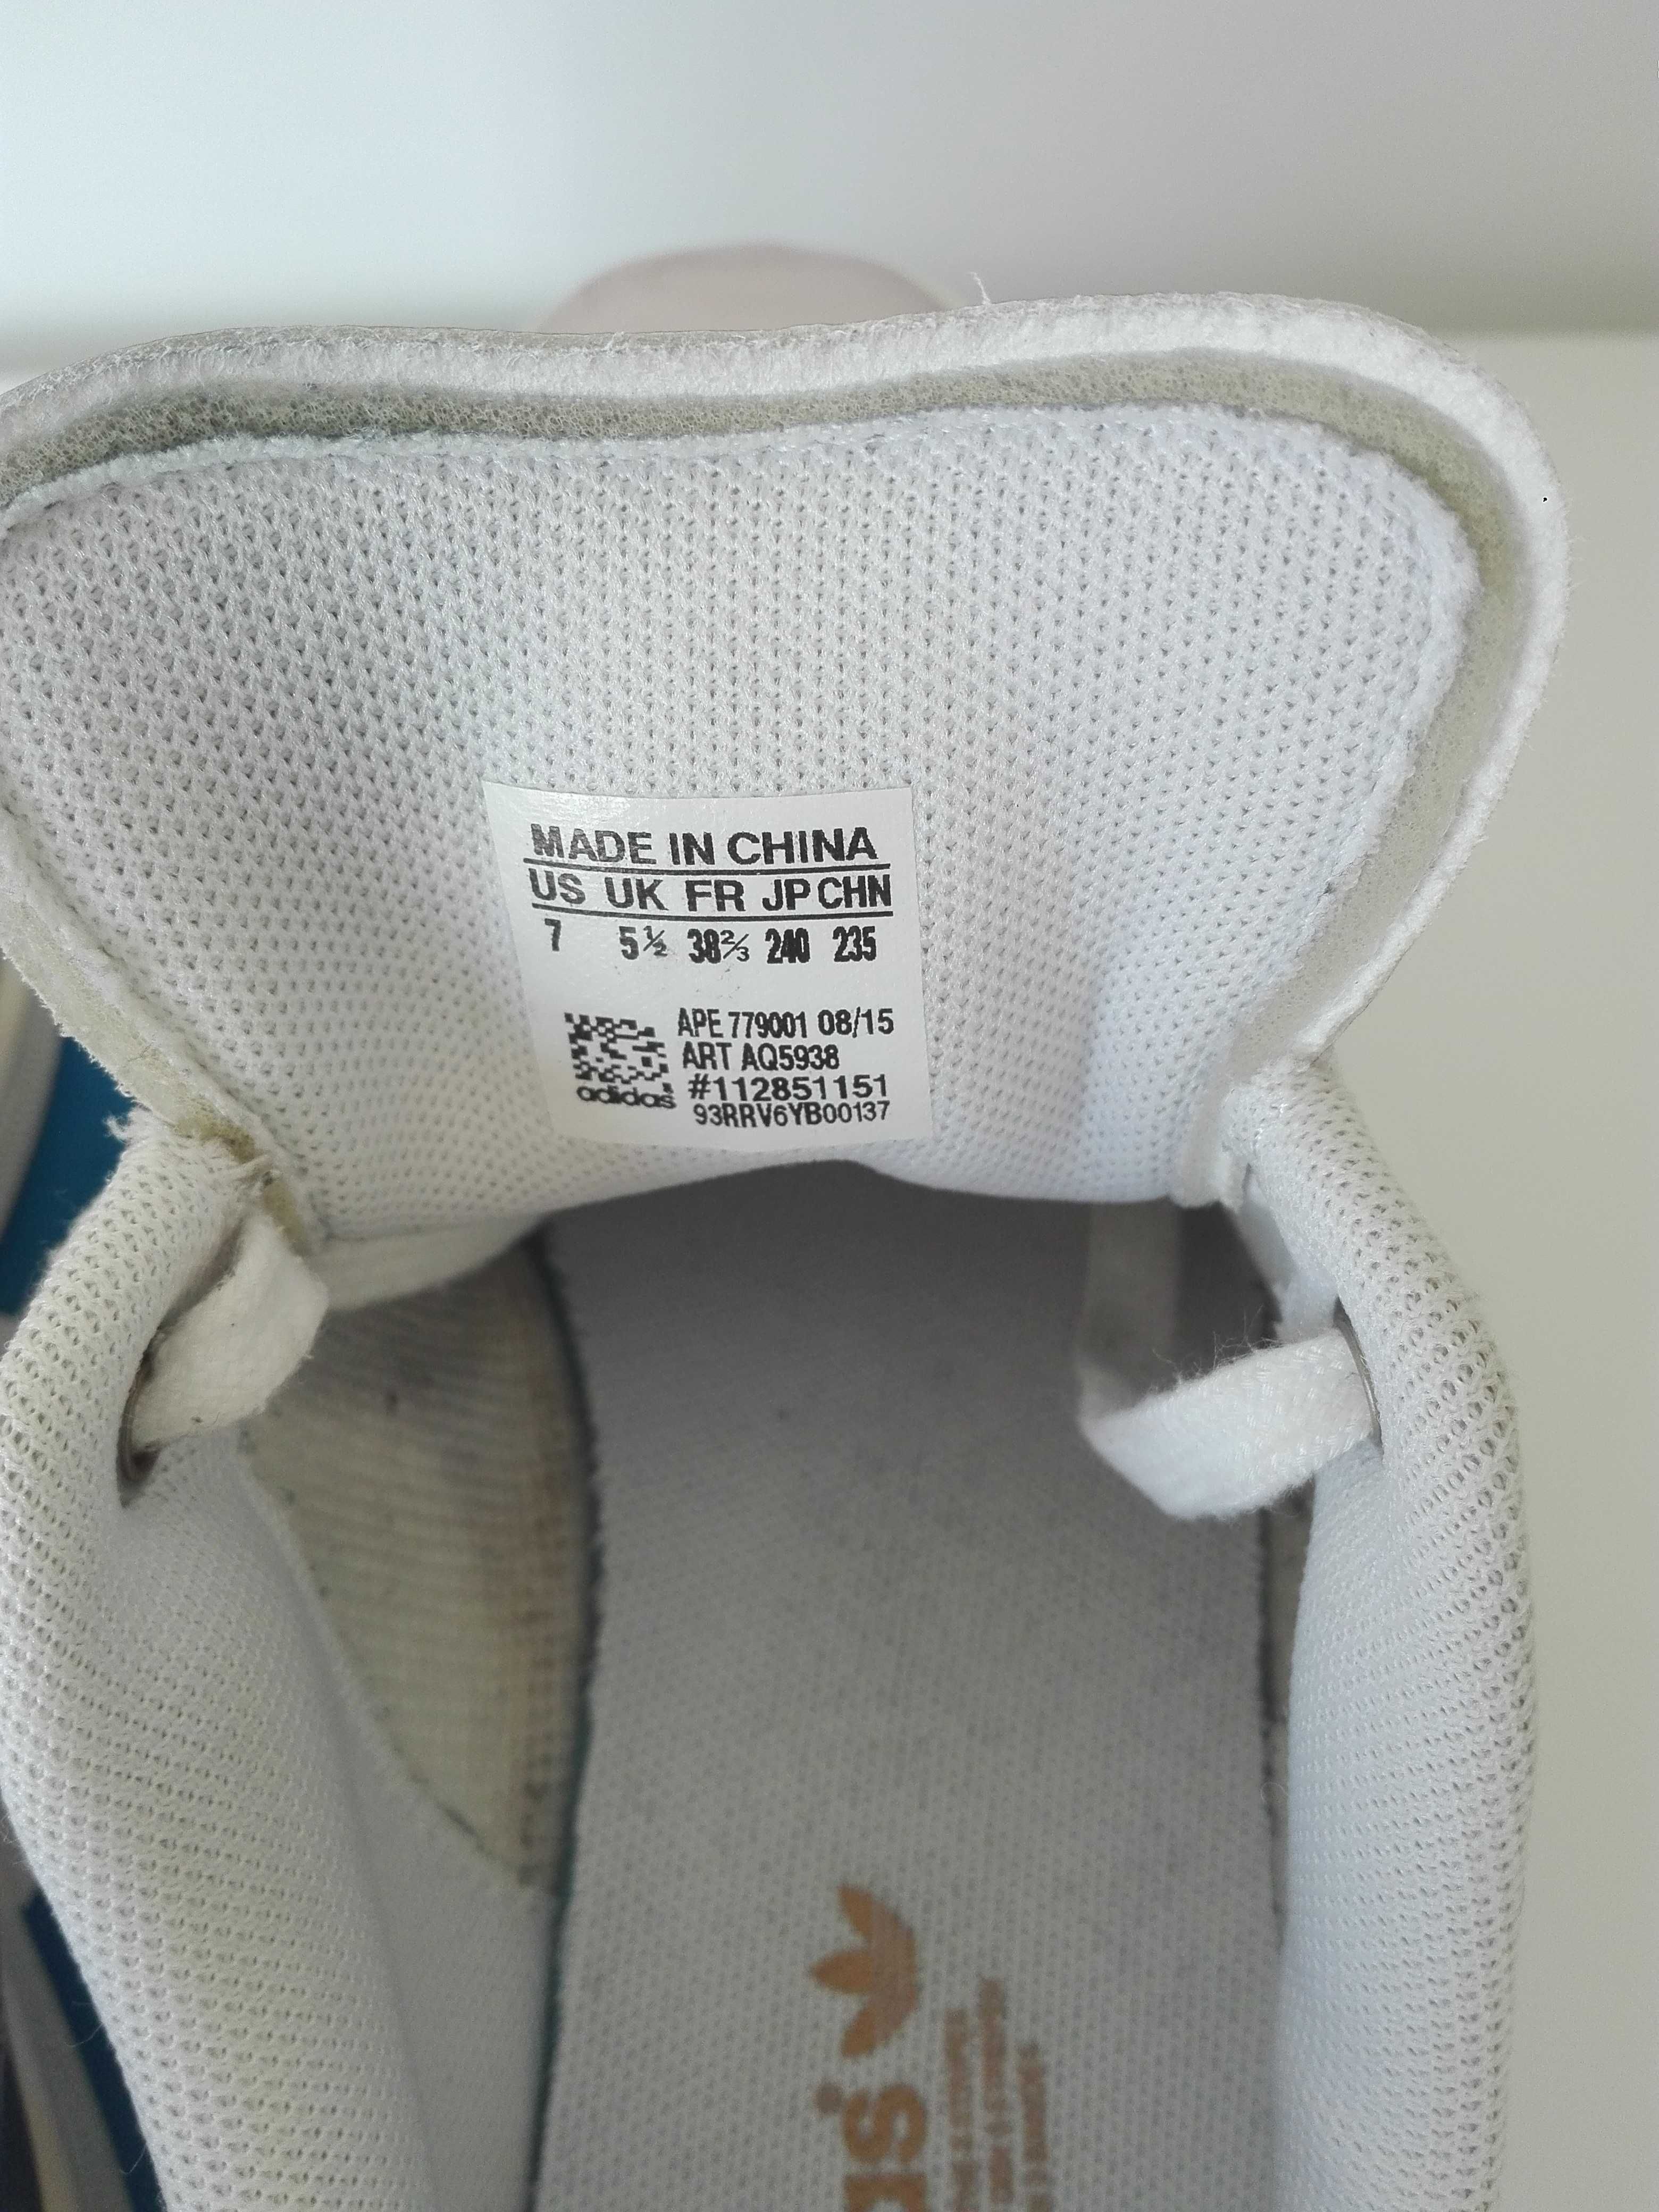 MADE IN CHINA
US UK FR JP CHN
7 5½ 38⅔ 240 235
APE 779001 08/15
ART AQ5938
#112851151
adidas
93RRV6YB00137